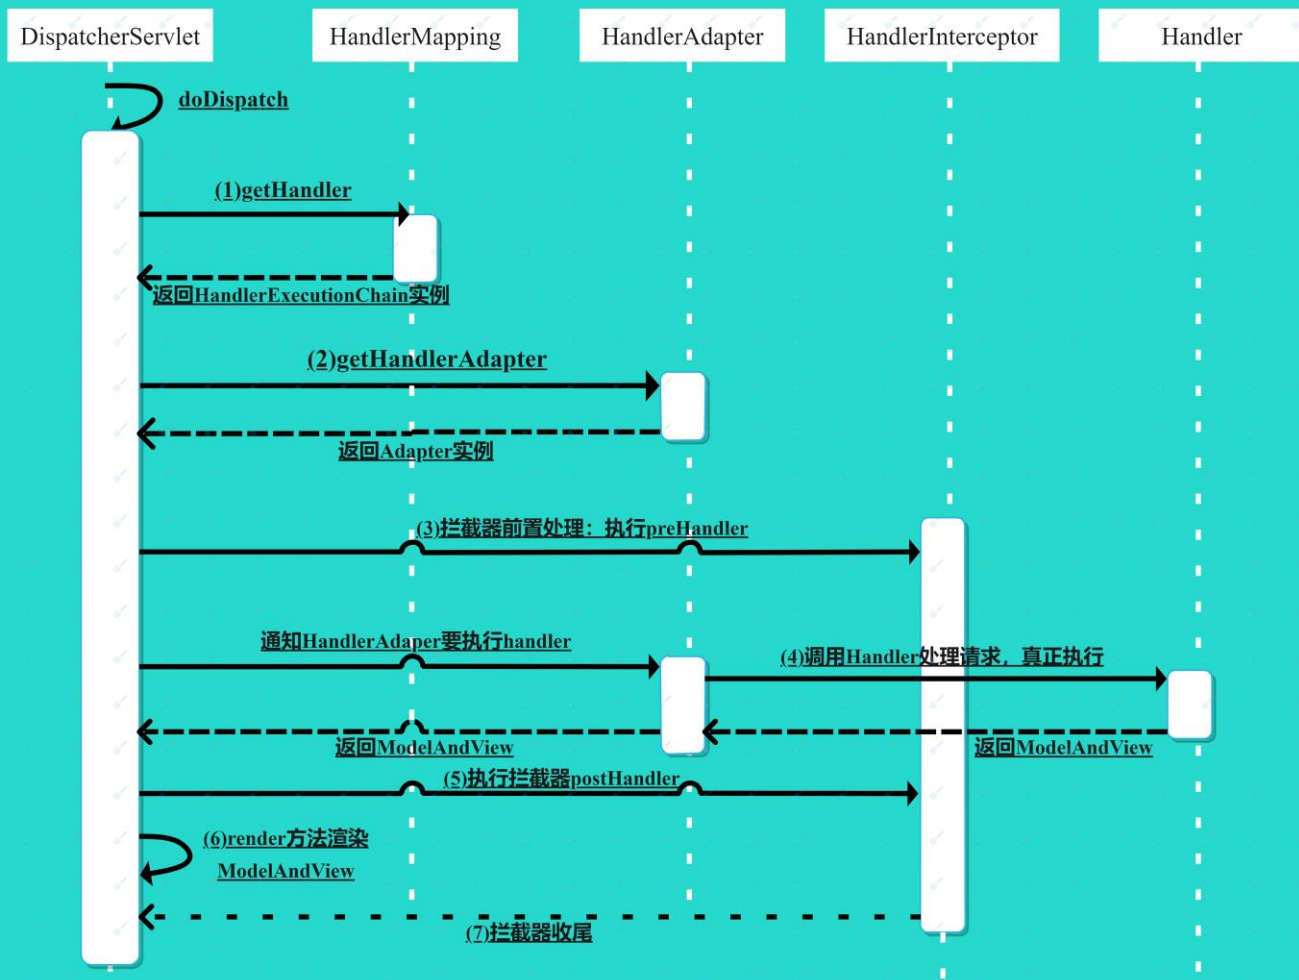 DispatcherServlet
HandlerMapping
HandlerAdapter
HandlerInterceptor
Handler
doDispatch
(1)getHandler
返回HandlerExecutionChain实例
(2)getHandlerAdapter
返回Adapter实例
(3)拦截器前置处理：执行preHandler
通知HandlerAdaper要执行handler
(4)调用Handler处理请求，真正执行
返回ModelAndView
返回ModelAndView
(5)执行拦截器postHandler
(6)render方法渲染
ModelAndView
(7)拦截器收尾